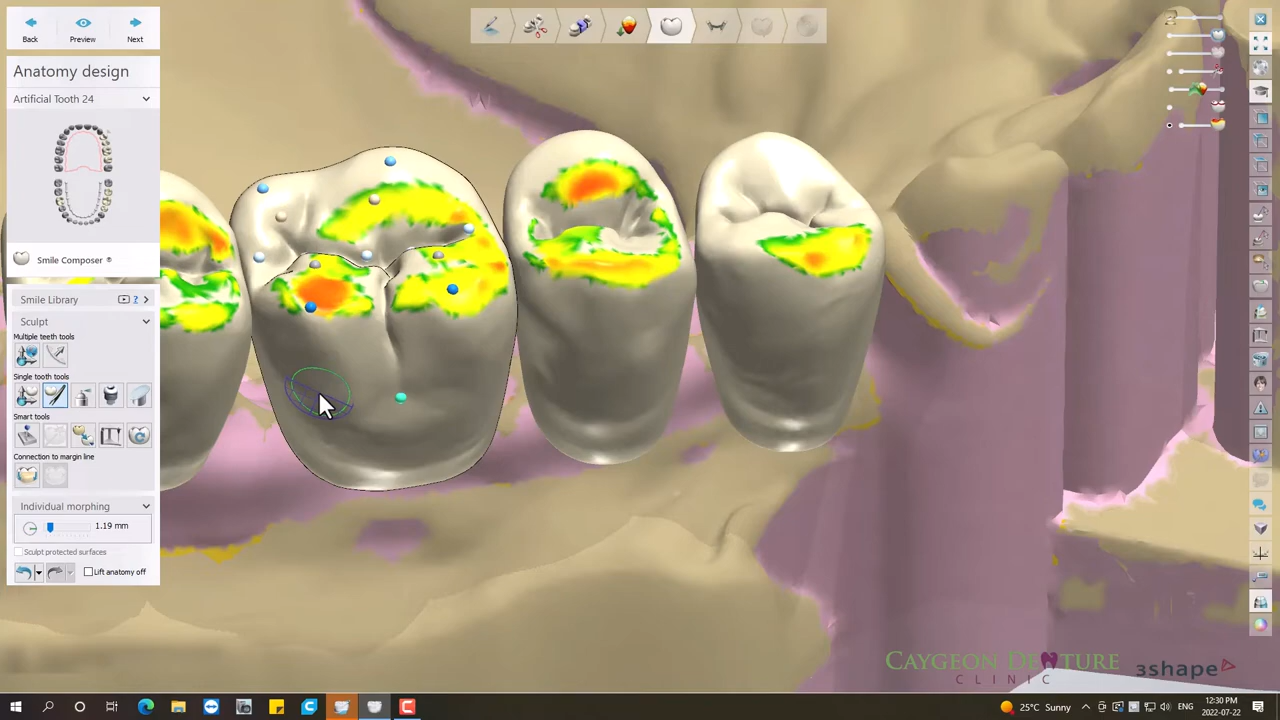 Back
Preview
Next
Anatomy design
Artificial Tooth 24
Smile Composer ®
Smile Library
?
Sculpt
Multiple teeth tools
Single tooth tools
Smart tools
Connection to margin line
Individual morphing
1.19 mm
Sculpt protected surfaces
Lift anatomy off
CAYGEON DENTURE
CLINIC
3shape
25°C Sunny
ENG
12:30 PM
2022-07-22